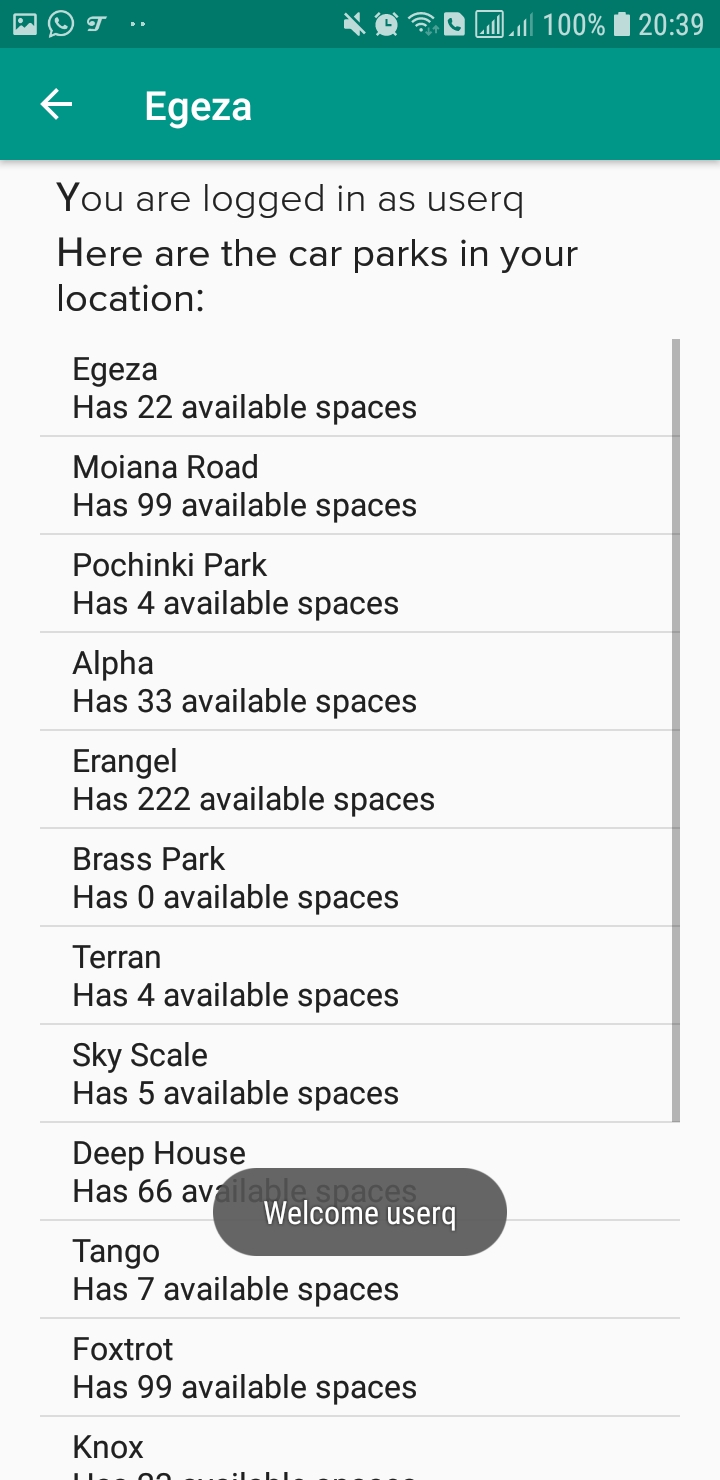 100% 20:39
Egeza
You are logged in as userq
Here are the car parks in your
location:
Egeza
Has 22 available spaces
Moiana Road
Has 99 available spaces
Pochinki Park
Has 4 available spaces
Alpha
Has 33 available spaces
Erangel
Has 222 available spaces
Brass Park
Has 0 available spaces
Terran
Has 4 available spaces
Sky Scale
Has 5 available spaces
Deep House
Has 66 available spaces
Welcome userq
Tango
Has 7 available spaces
Foxtrot
Has 99 available spaces
Knox
available spaces